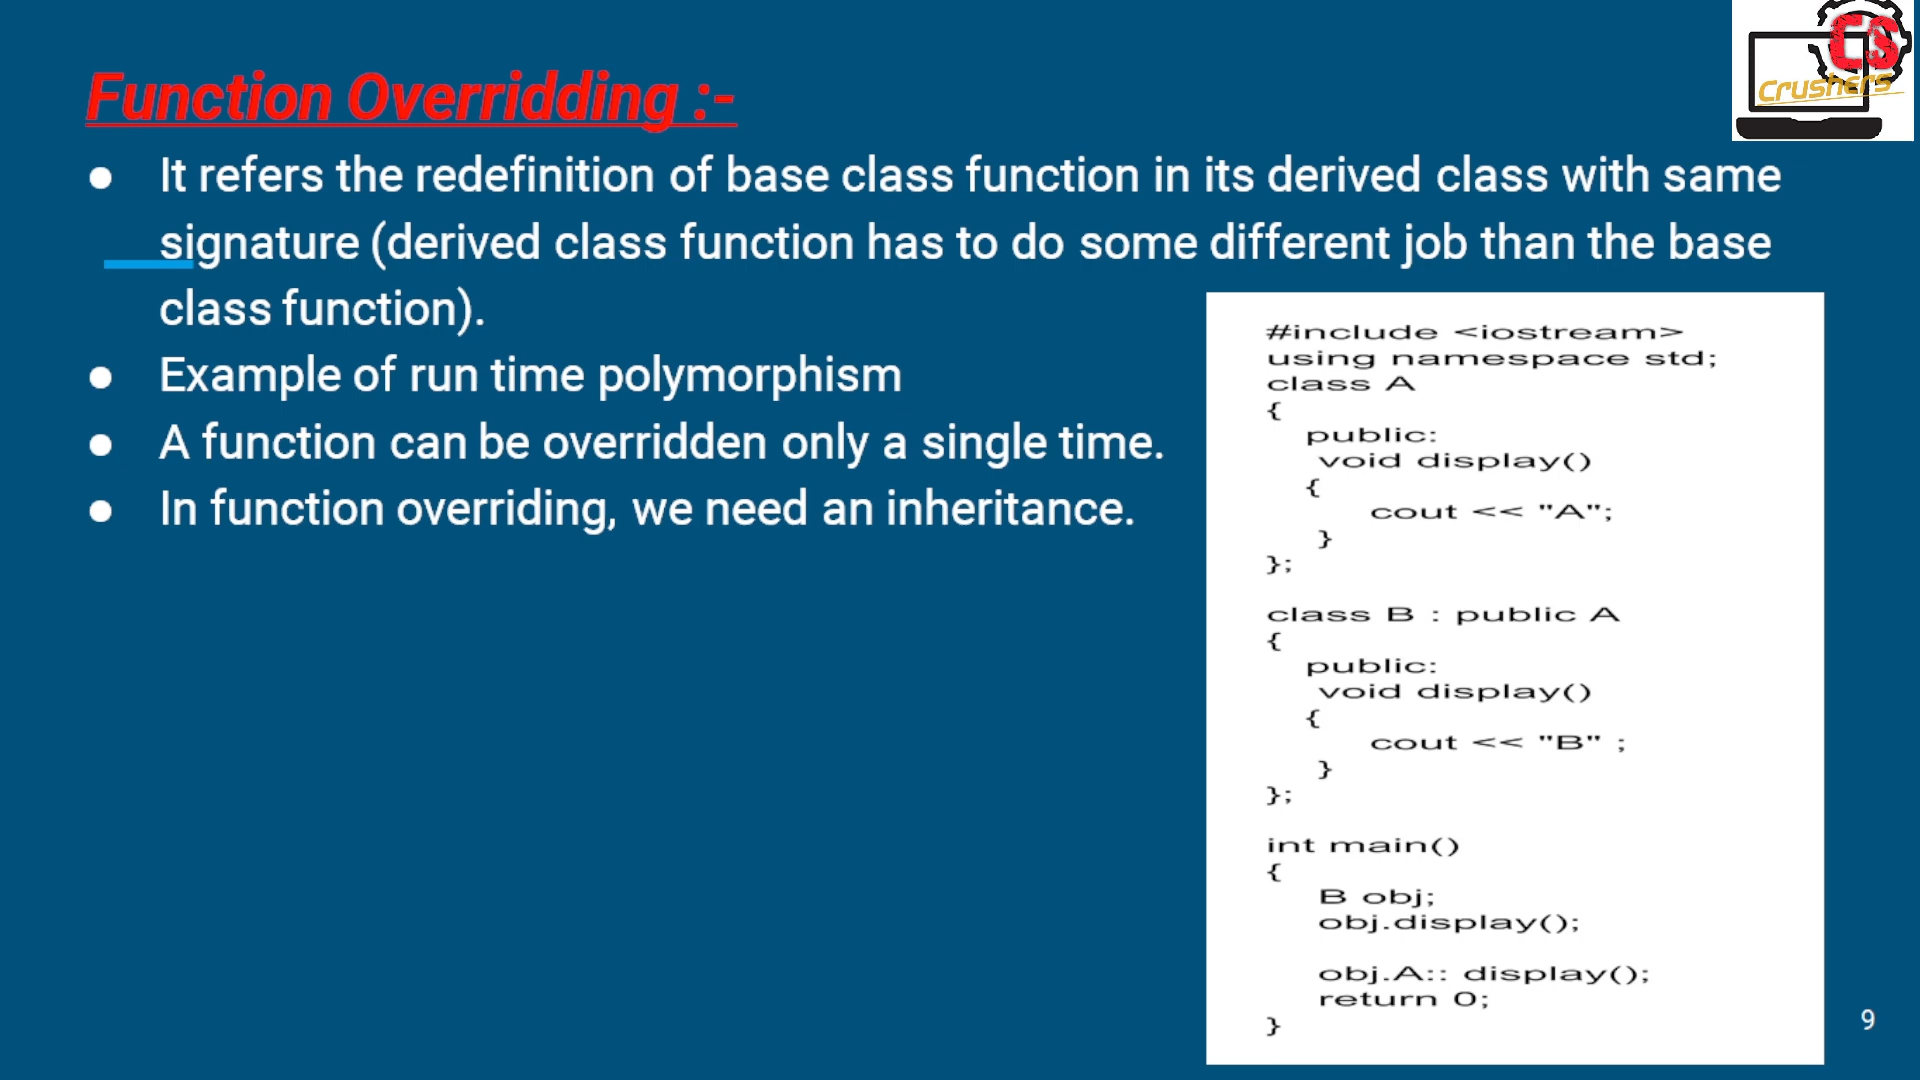 CS
Crushers
Function Overridding :-
● It refers the redefinition of base class function in its derived class with same
signature (derived class function has to do some different job than the base
class function).
● Example of run time polymorphism
● A function can be overridden only a single time.
● In function overriding, we need an inheritance.
#include <iostream>
using namespace std;
class A
{
public:
void display()
{
cout << "A";
}
};
class B : public A
{
public:
void display()
{
cout << "B" ;
}
};
int main()
{
B obj;
obj.display();
obj.A:: display();
return 0;
}
9